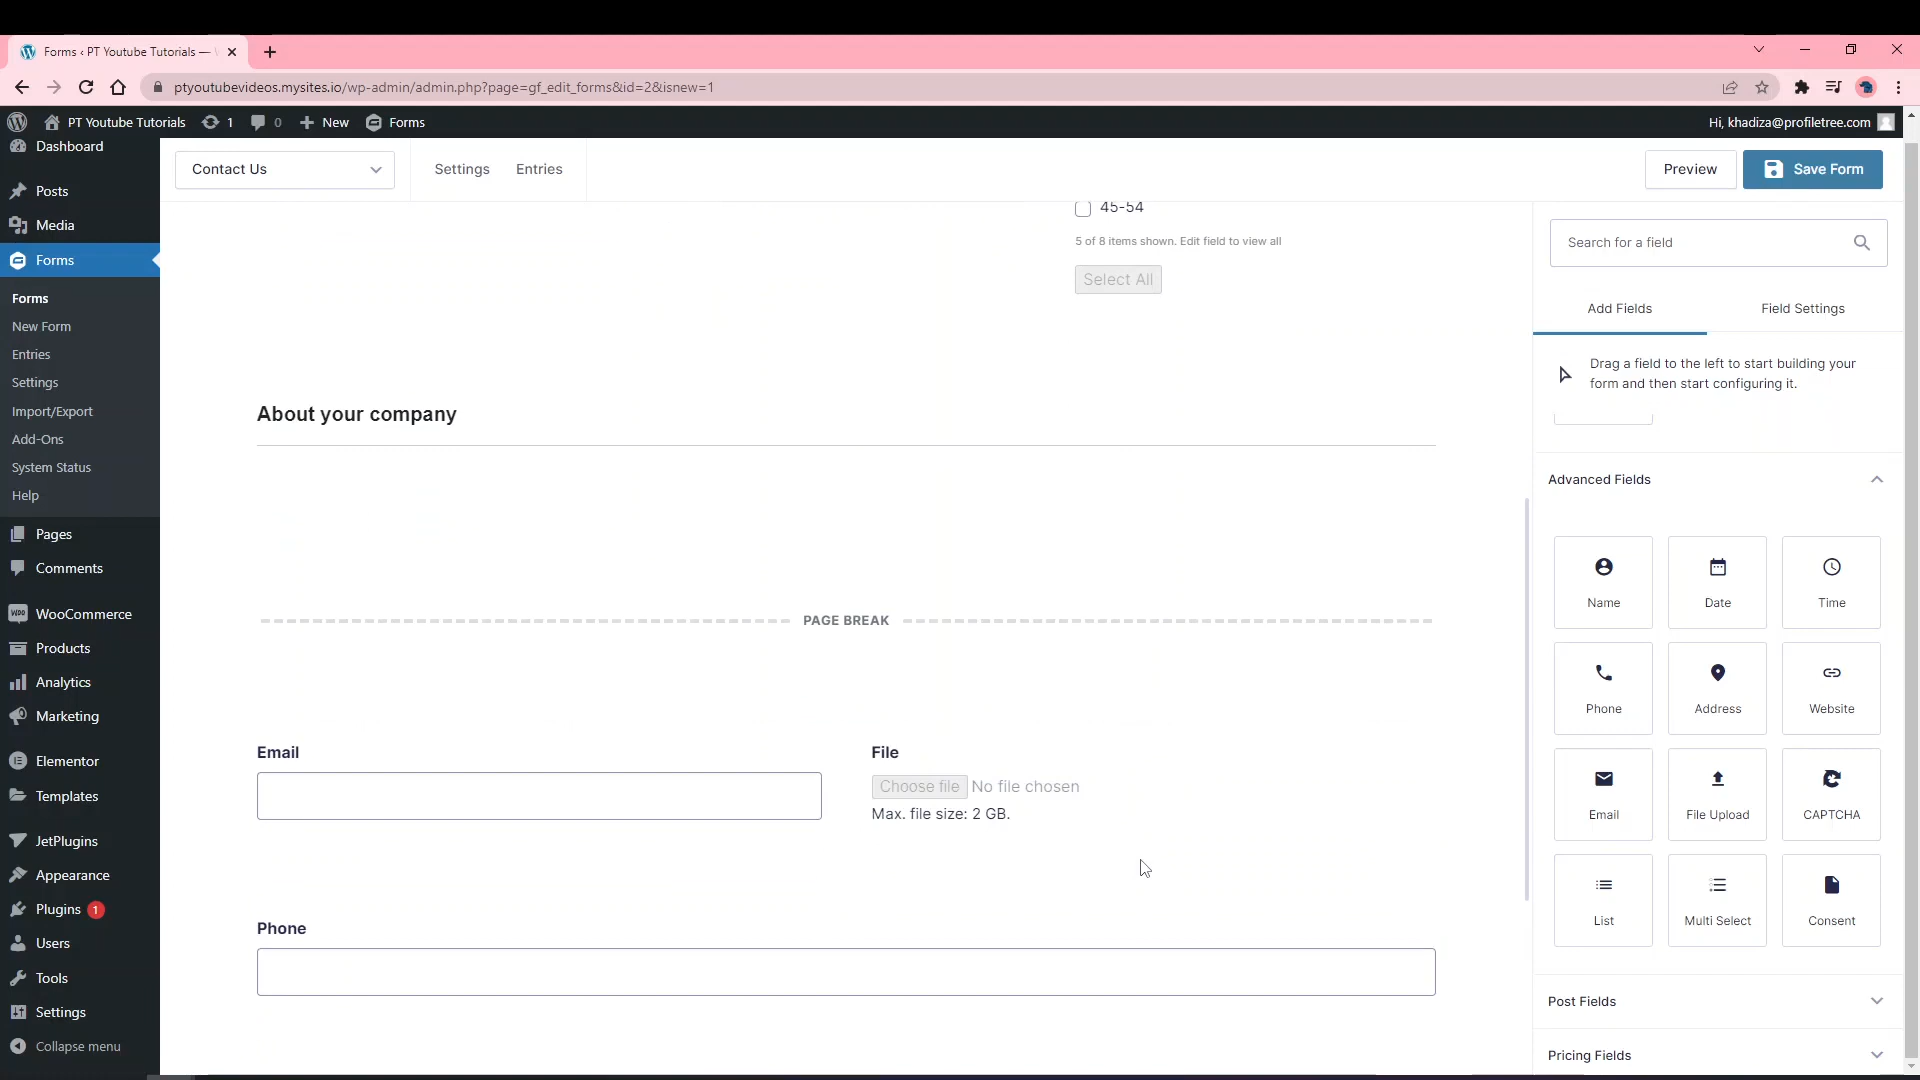 Forms ‹ PT Youtube Tutorials —
ptyoutubevideos.mysites.io/wp-admin/admin.php?page=gf_edit_forms&id=2&isnew=1
PT Youtube Tutorials
1
0
New
Forms
Hi, khadiza@profiletree.com
Dashboard
Posts
Media
Forms
Forms
New Form
Entries
Settings
Import/Export
Add-Ons
System Status
Help
Pages
Comments
WooCommerce
Products
Analytics
Marketing
Elementor
Templates
JetPlugins
Appearance
Plugins 1
Users
Tools
Settings
Collapse menu
Contact Us
Settings
Entries
Preview
Save Form
45-54
5 of 8 items shown. Edit field to view all
Select All
About your company
PAGE BREAK
Email
File
Choose file No file chosen
Max. file size: 2 GB.
Phone
Search for a field
Add Fields
Field Settings
Drag a field to the left to start building your
form and then start configuring it.
Advanced Fields
Name
Date
Time
Phone
Address
Website
Email
File Upload
CAPTCHA
List
Multi Select
Consent
Post Fields
Pricing Fields